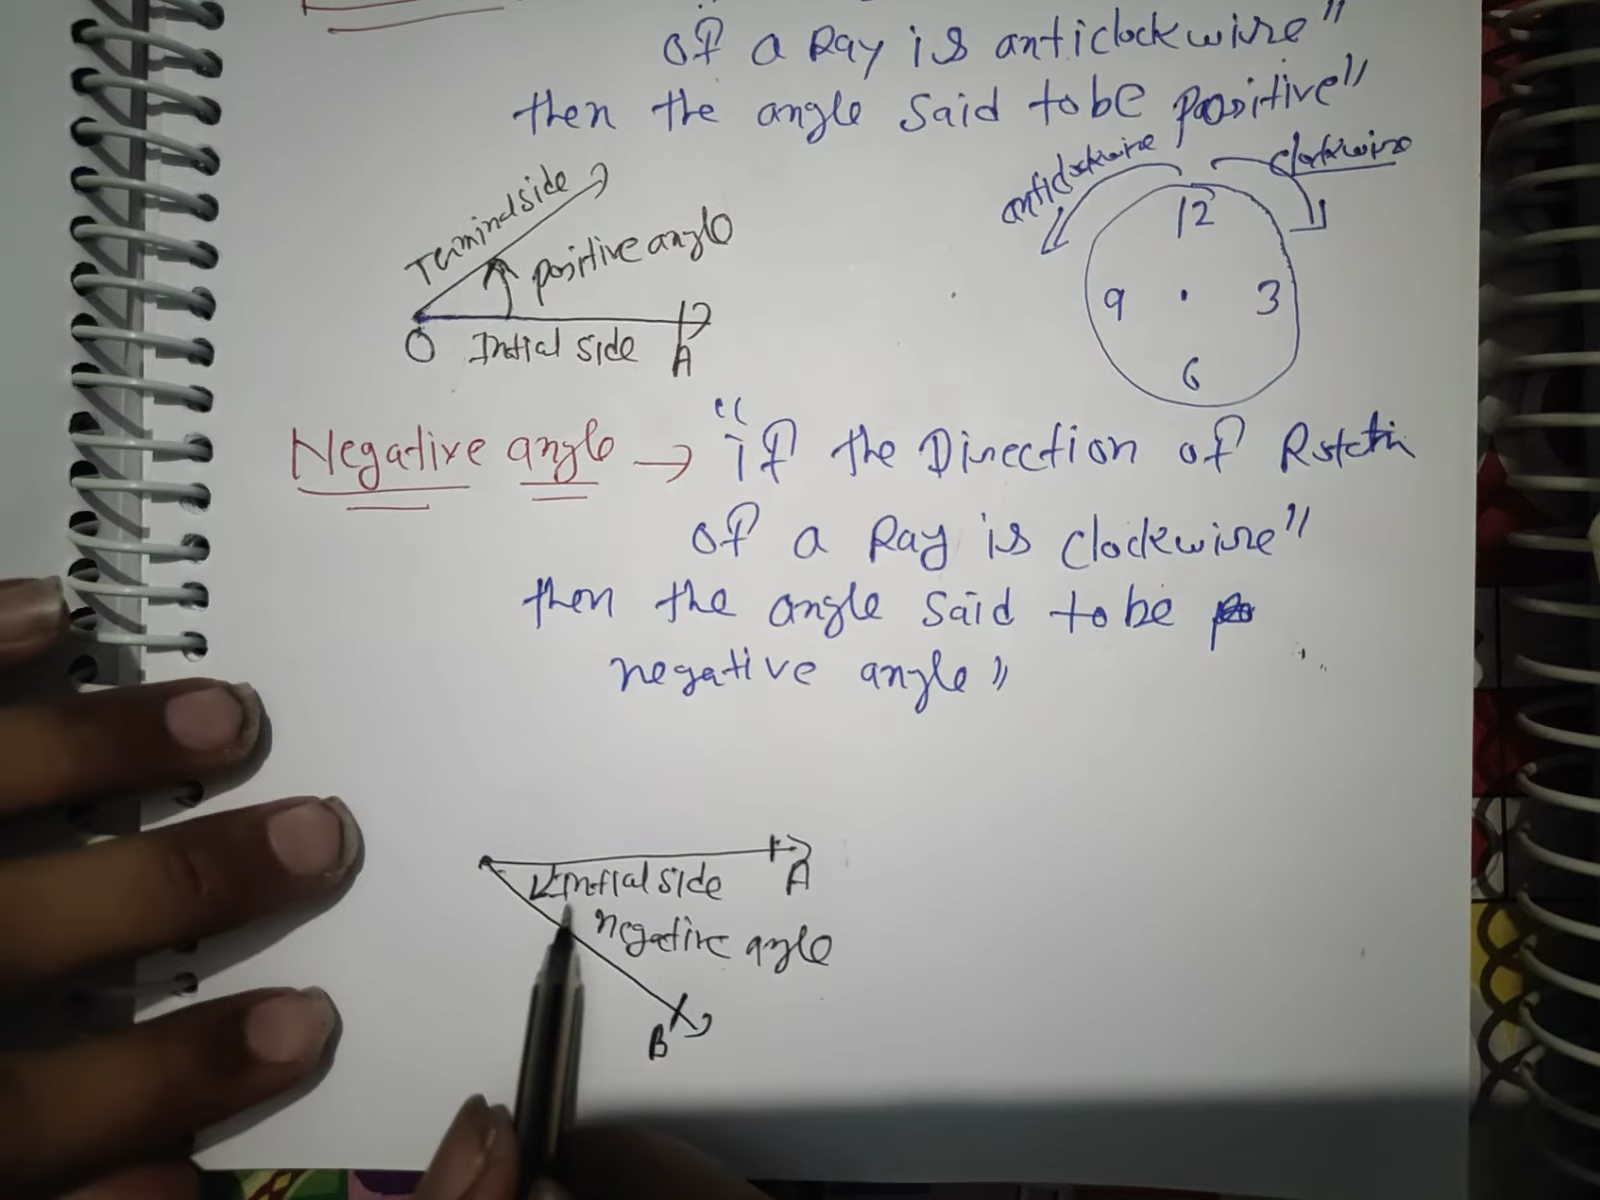 of a Ray is anticlockwise"
then the angle said to be positive"
anticlockwise
clockwise
Terminal side
positive angle
O Initial side A
12
9 3
6
Negative angle → "if the Direction of Rotatin
of a Ray is clockwise"
then the angle said to be
negative angle"
Initial side A
negative angle
B